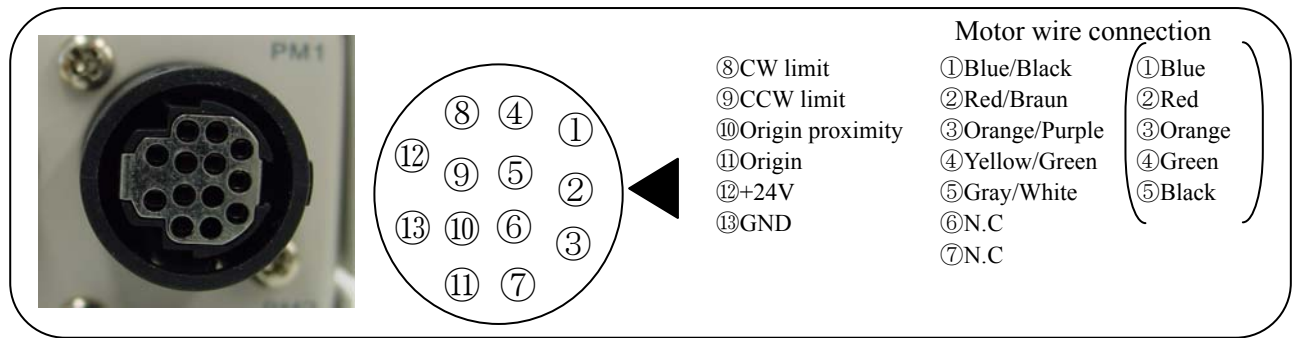 PM1
⑧ ④ ①
⑫ ⑨ ⑤ ②
⑬ ⑩ ⑥ ③
⑪ ⑦
⑧CW limit
⑨CCW limit
⑩Origin proximity
⑪Origin
⑫+24V
⑬GND
Motor wire connection
①Blue/Black
②Red/Braun
③Orange/Purple
④Yellow/Green
⑤Gray/White
⑥N.C
⑦N.C
①Blue
②Red
③Orange
④Green
⑤Black